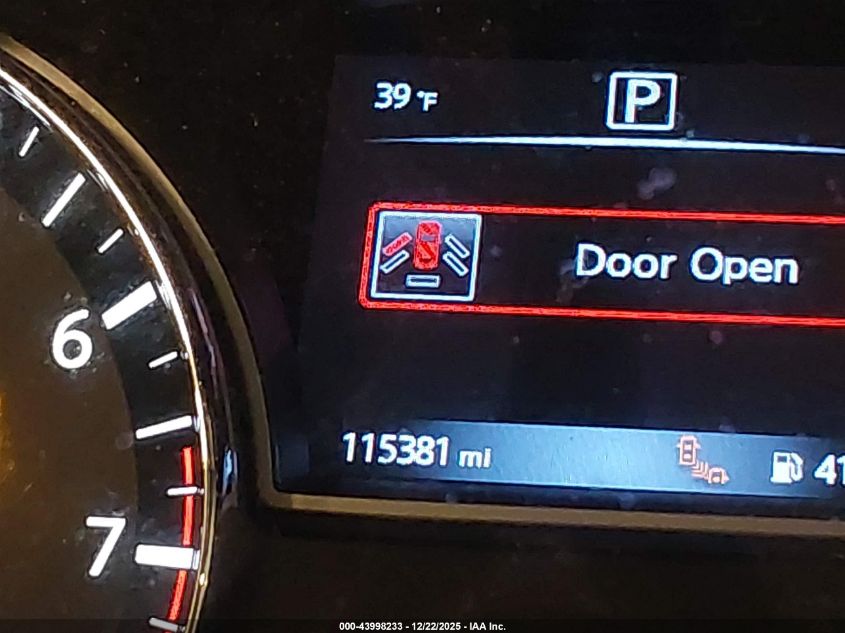 39 °F
P
Door Open
6
115381 mi
41
7
000-43998233 - 12/22/2025 - IAA Inc.